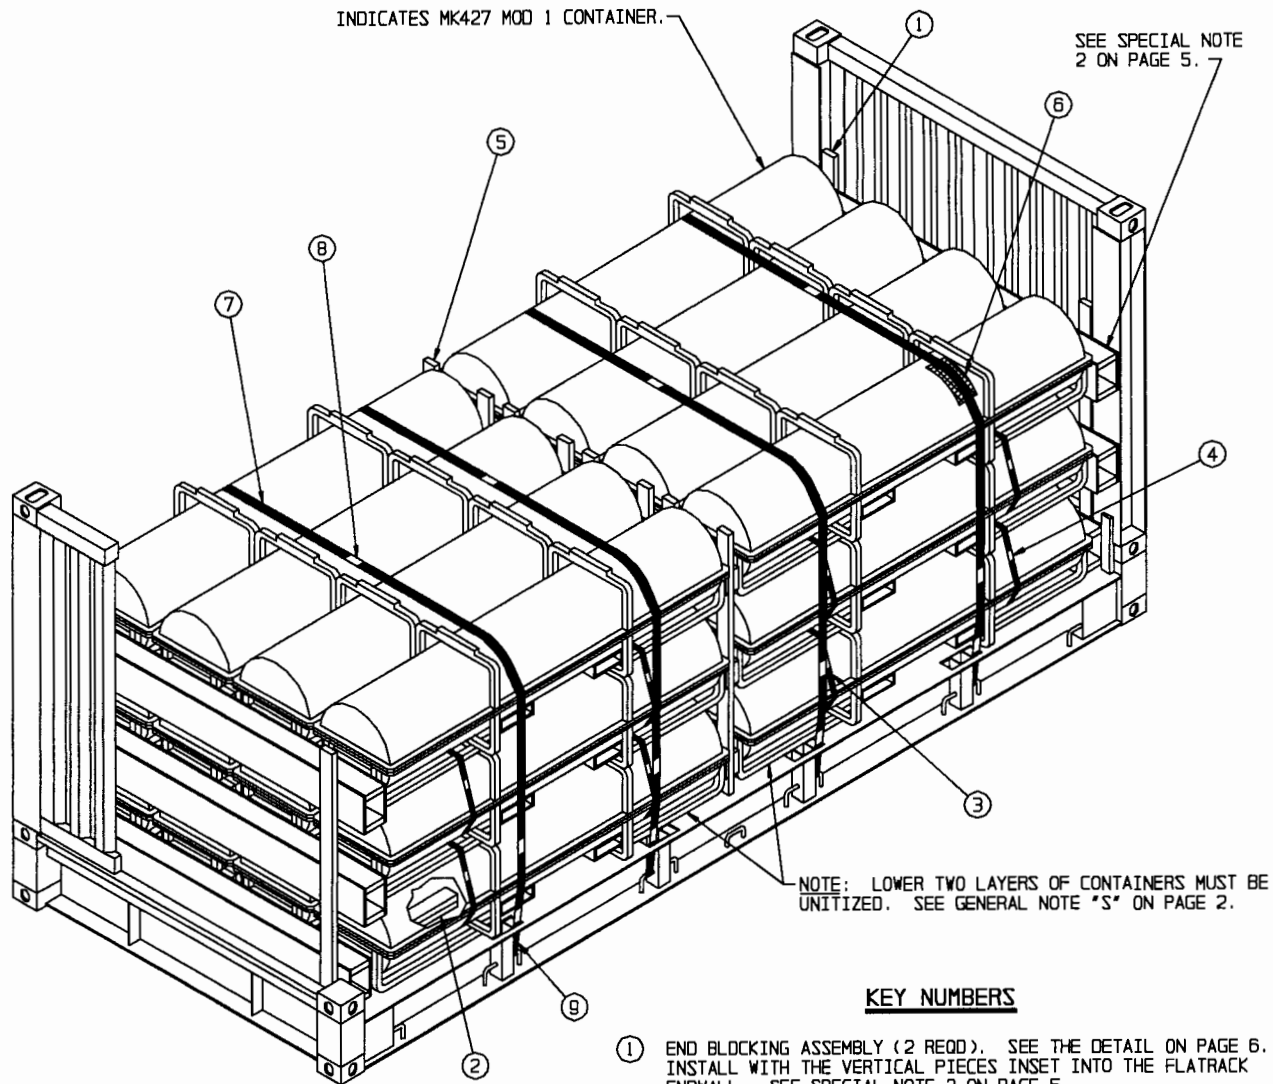 INDICATES MK427 MOD 1 CONTAINER.
1
SEE SPECIAL NOTE
2 ON PAGE 5.
6
5
8
7
4
3
NOTE: LOWER TWO LAYERS OF CONTAINERS MUST BE
UNITIZED. SEE GENERAL NOTE "S" ON PAGE 2.
9
2
KEY NUMBERS
1 END BLOCKING ASSEMBLY (2 REQD). SEE THE DETAIL ON PAGE 6.
INSTALL WITH THE VERTICAL PIECES INSET INTO THE FLATRACK